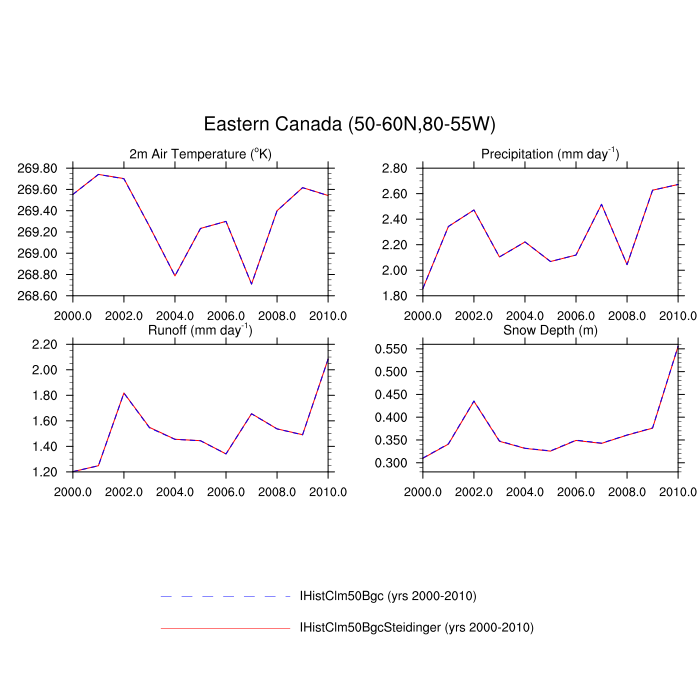 Eastern Canada (50-60N,80-55W)
2m Air Temperature (°K)
269.80
269.60
269.40
269.20
269.00
268.80
268.60
2000.0 2002.0 2004.0 2006.0 2008.0 2010.0
Precipitation (mm day⁻¹)
2.80
2.60
2.40
2.20
2.00
1.80
2000.0 2002.0 2004.0 2006.0 2008.0 2010.0
Runoff (mm day⁻¹)
2.20
2.00
1.80
1.60
1.40
1.20
2000.0 2002.0 2004.0 2006.0 2008.0 2010.0
Snow Depth (m)
0.550
0.500
0.450
0.400
0.350
0.300
2000.0 2002.0 2004.0 2006.0 2008.0 2010.0
IHistClm50Bgc (yrs 2000-2010)
IHistClm50BgcSteidinger (yrs 2000-2010)